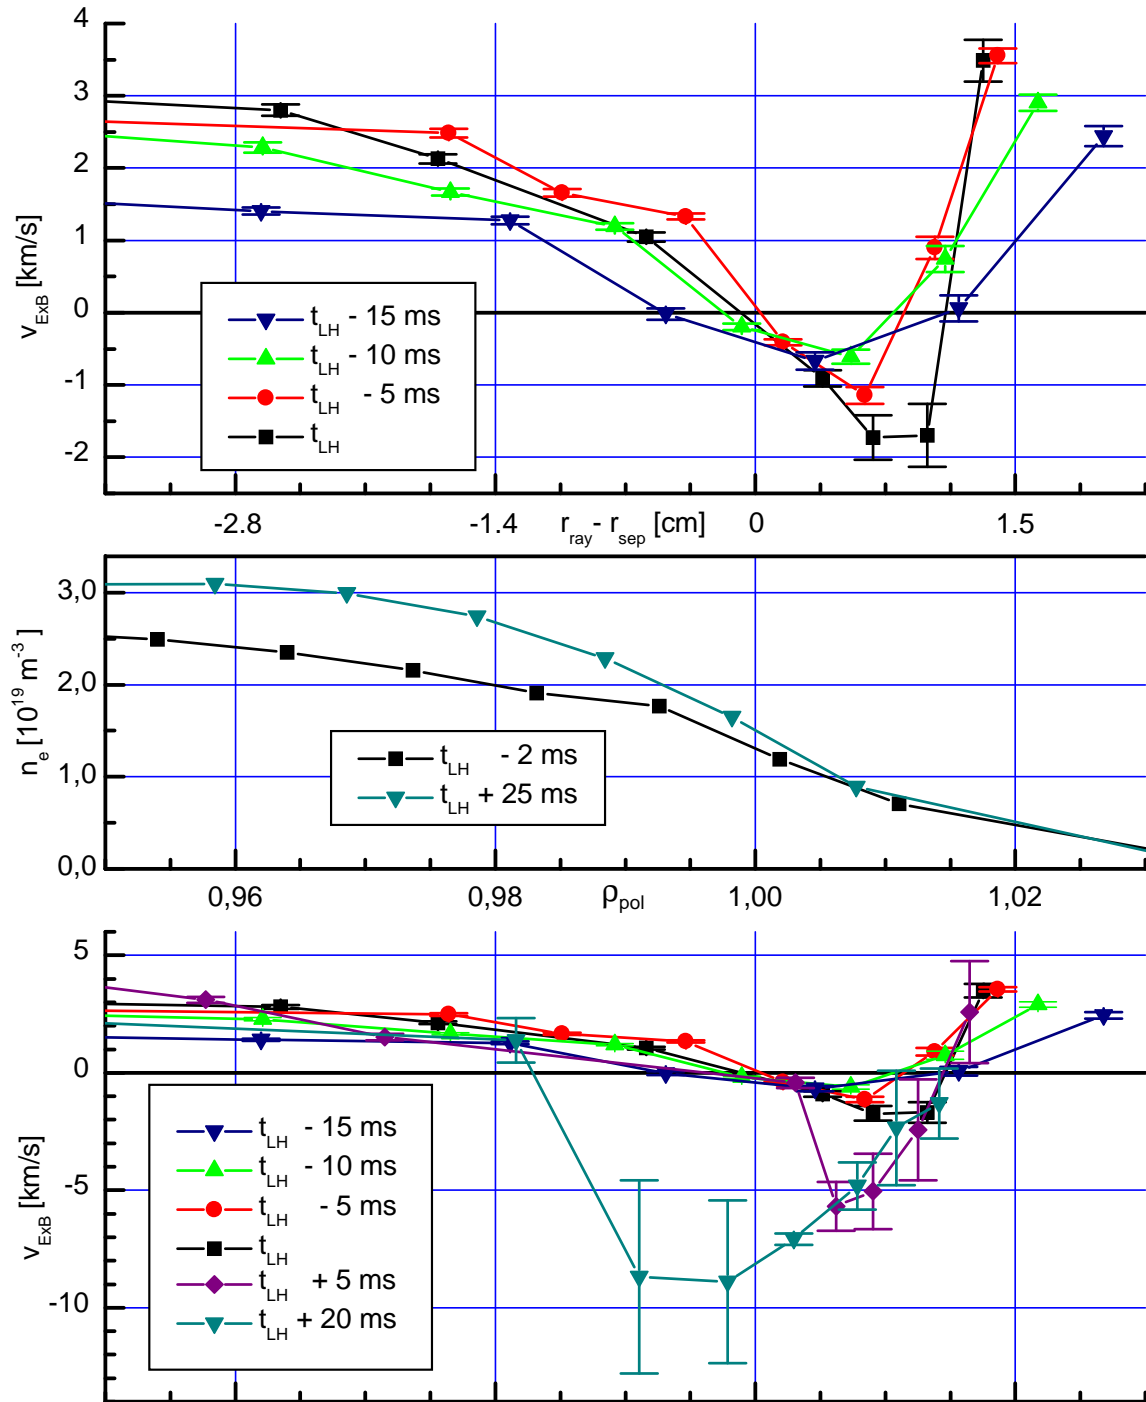 4
3
2
1
0
-1
-2
v_ExB [km/s]
t_LH - 15 ms
t_LH - 10 ms
t_LH - 5 ms
t_LH
-2.8 -1.4 r_ray - r_sep [cm] 0 1.5
3,0
2,0
1,0
0,0
n_e [10^19 m^-3]
t_LH - 2 ms
t_LH + 25 ms
0,96 0,98 ρ_pol 1,00 1,02
5
0
-5
-10
v_ExB [km/s]
t_LH - 15 ms
t_LH - 10 ms
t_LH - 5 ms
t_LH
t_LH + 5 ms
t_LH + 20 ms